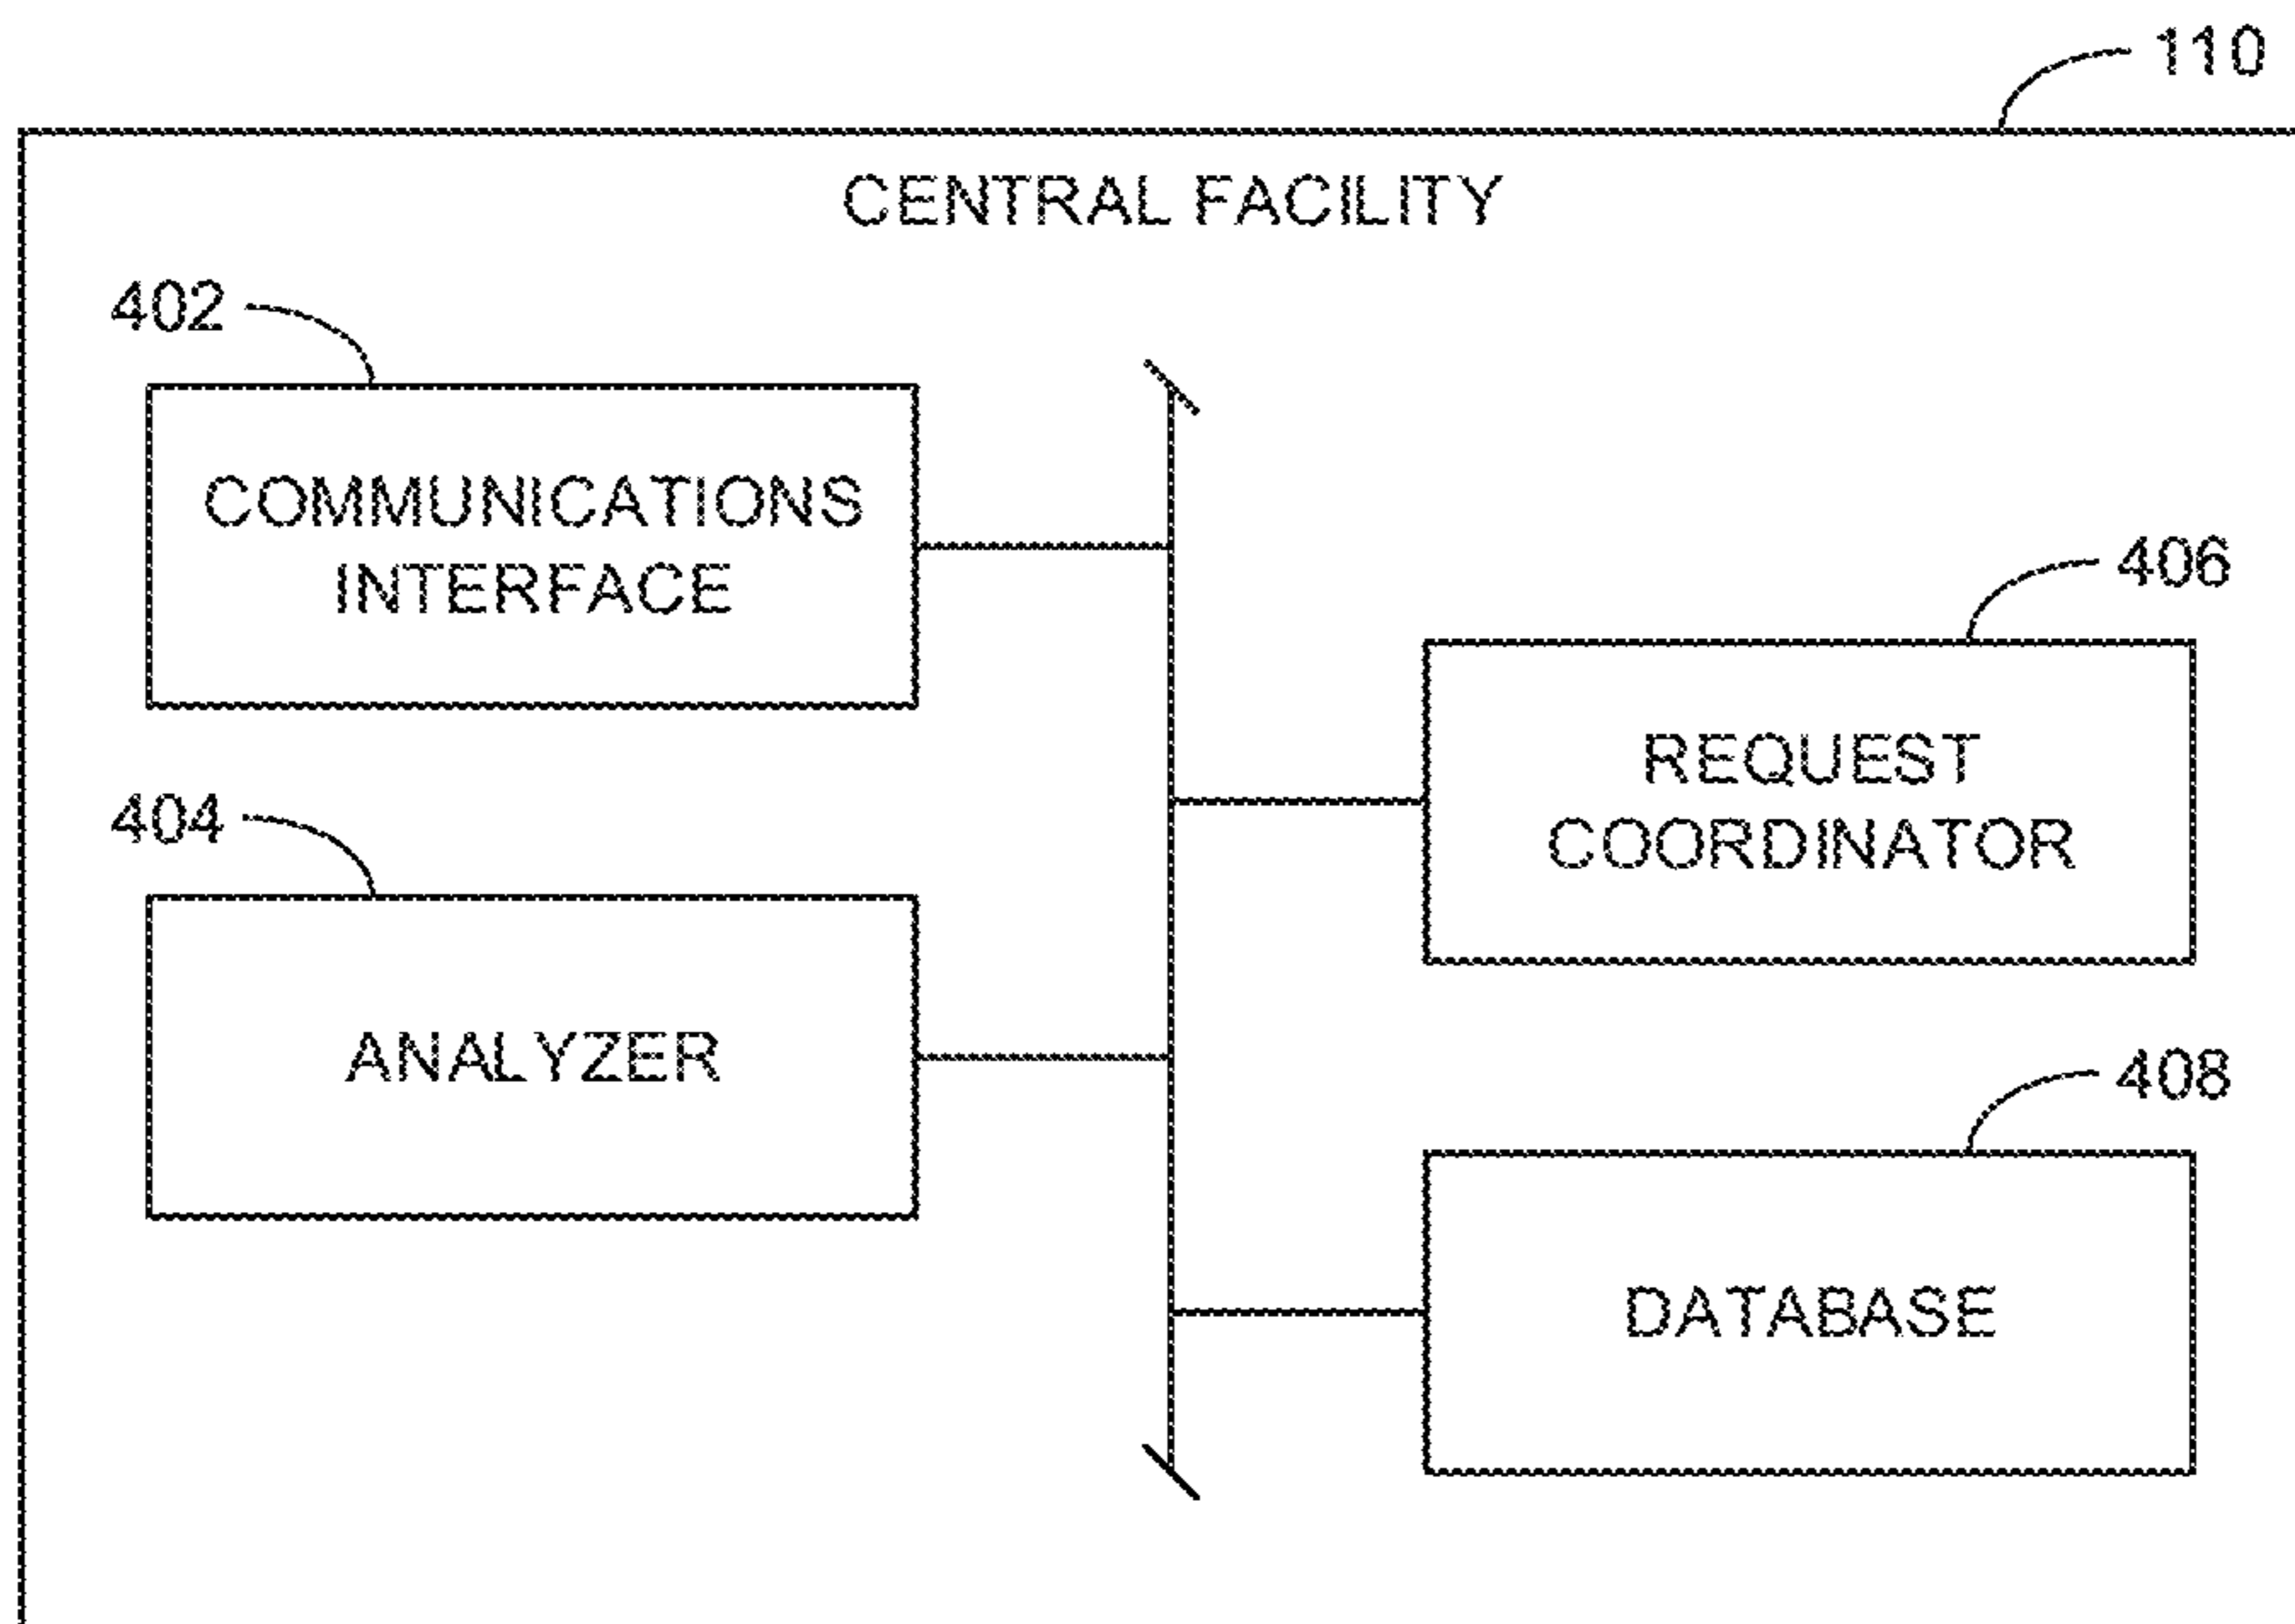 110
CENTRAL FACILITY
402
COMMUNICATIONS
INTERFACE
406
REQUEST
COORDINATOR
404
ANALYZER
408
DATABASE